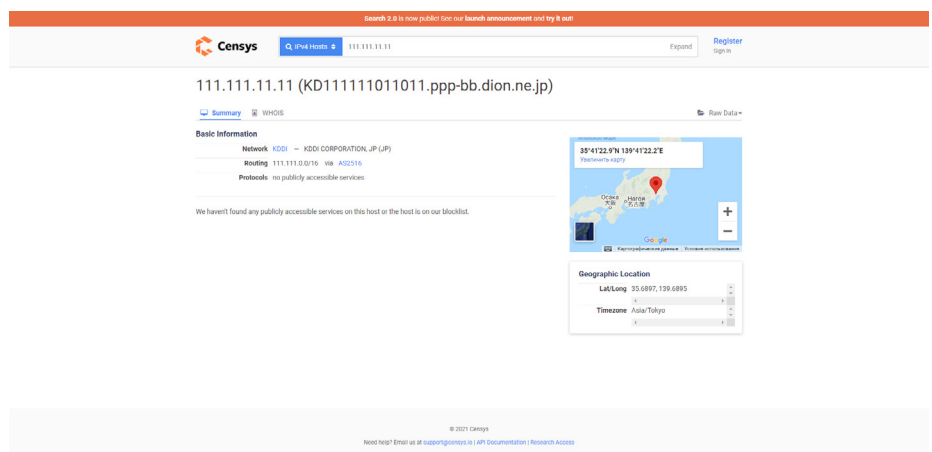 Search 2.0 is now public! See our launch announcement and try it out!
Censys
IPv4 Hosts
111.111.11.11
Expand
Register
Sign In
111.111.11.11 (KD111111011011.ppp-bb.dion.ne.jp)
Summary
WHOIS
Raw Data
Basic Information
Network KDDI – KDDI CORPORATION, JP (JP)
Routing 111.111.0.0/16 via AS2516
Protocols no publicly accessible services
We haven't found any publicly accessible services on this host or the host is on our blocklist.
35°41'22.9"N 139°41'22.2"E
Увеличить карту
Осака
大阪
Нагоя
名古屋
Google
Картографические данные
Условия использования
Geographic Location
Lat/Long 35.6897, 139.6895
Timezone Asia/Tokyo
© 2021 Censys
Need help? Email us at support@censys.io | API Documentation | Research Access